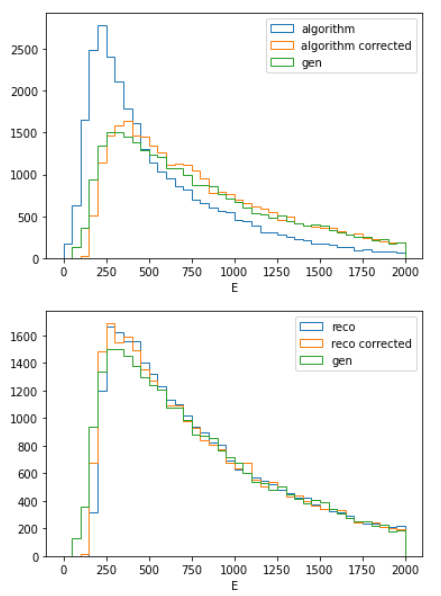 algorithm
algorithm corrected
gen
2500
2000
1500
1000
500
0
0 250 500 750 1000 1250 1500 1750 2000
E
reco
reco corrected
gen
1600
1400
1200
1000
800
600
400
200
0
0 250 500 750 1000 1250 1500 1750 2000
E